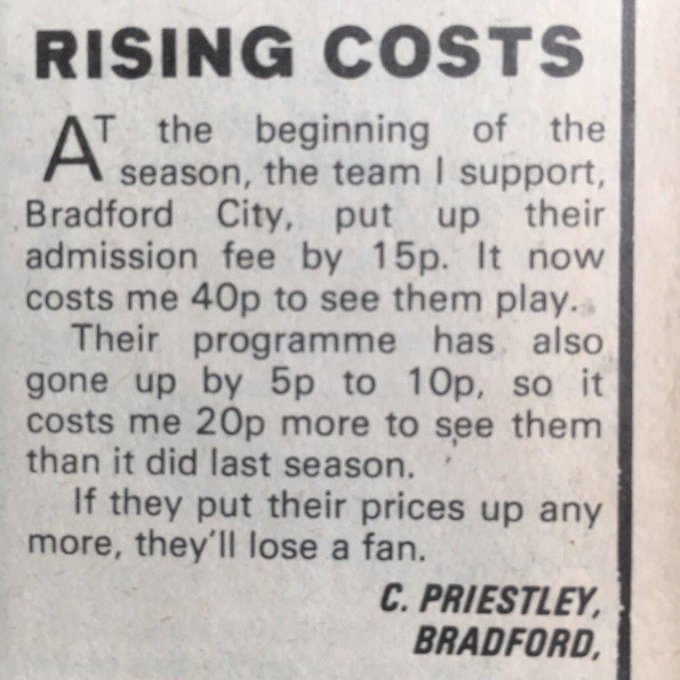 RISING COSTS
AT the beginning of the
season, the team I support,
Bradford City, put up their
admission fee by 15p. It now
costs me 40p to see them play.
Their programme has also
gone up by 5p to 10p, so it
costs me 20p more to see them
than it did last season.
If they put their prices up any
more, they'll lose a fan.
C. PRIESTLEY,
BRADFORD,